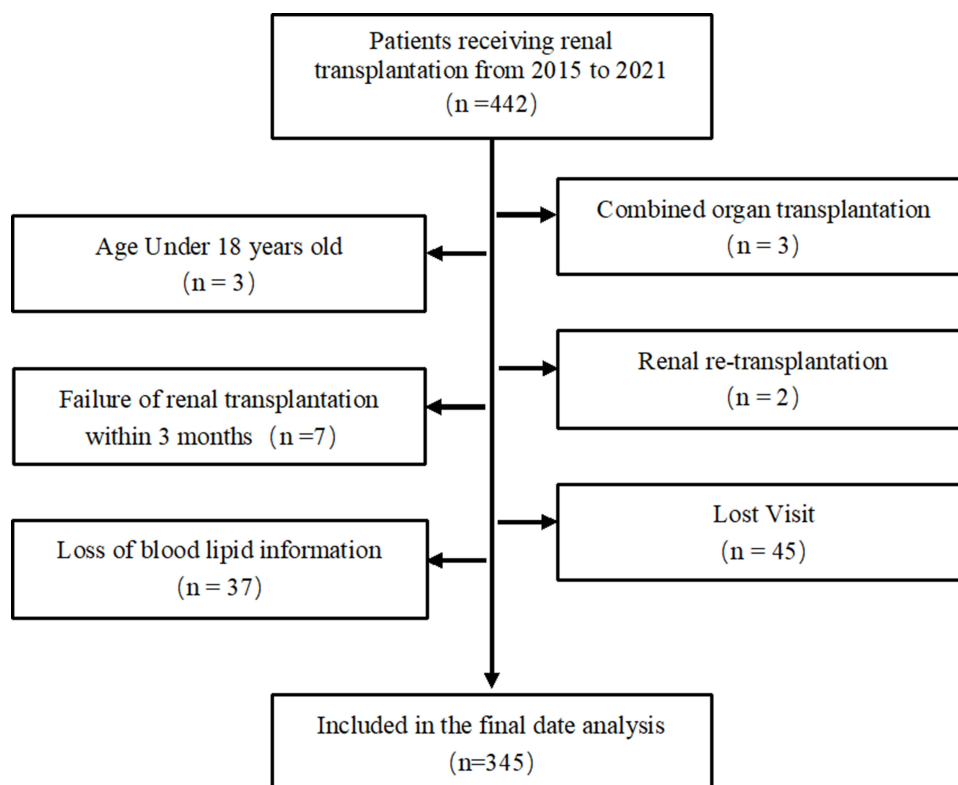 Patients receiving renal
transplantation from 2015 to 2021
（n =442）
Combined organ transplantation
（n = 3）
Age Under 18 years old
（n = 3）
Renal re-transplantation
（n = 2）
Failure of renal transplantation
within 3 months （n =7）
Lost Visit
（n = 45）
Loss of blood lipid information
（n = 37）
Included in the final date analysis
（n=345）